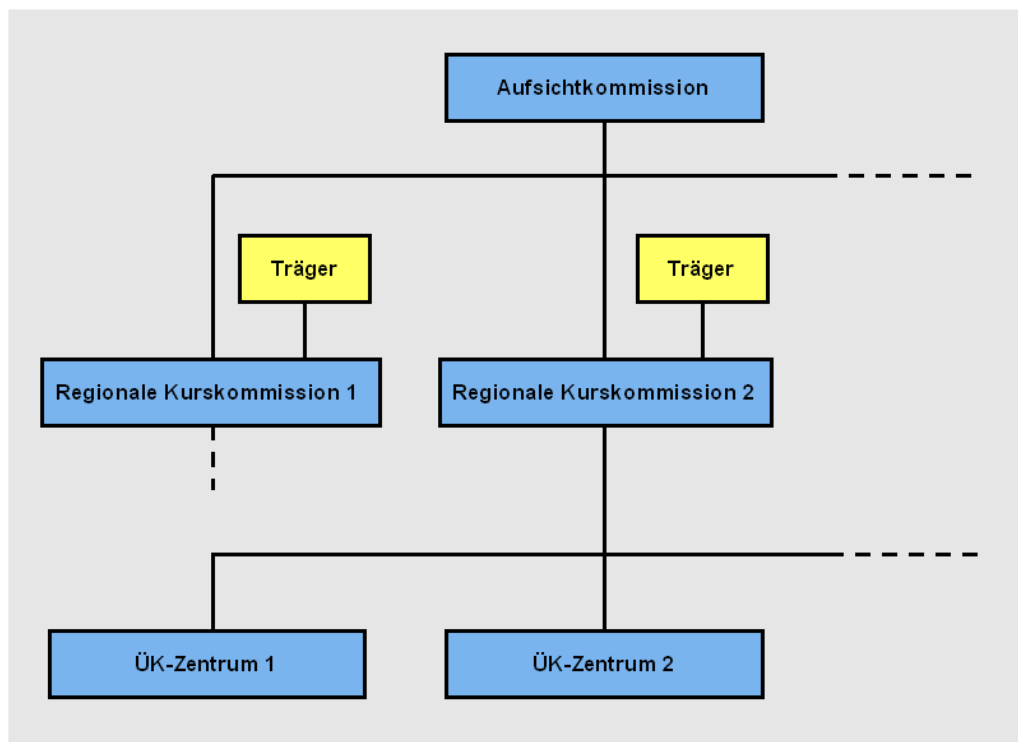 Aufsichtkommission
Träger
Träger
Regionale Kurskommission 1
Regionale Kurskommission 2
ÜK-Zentrum 1
ÜK-Zentrum 2